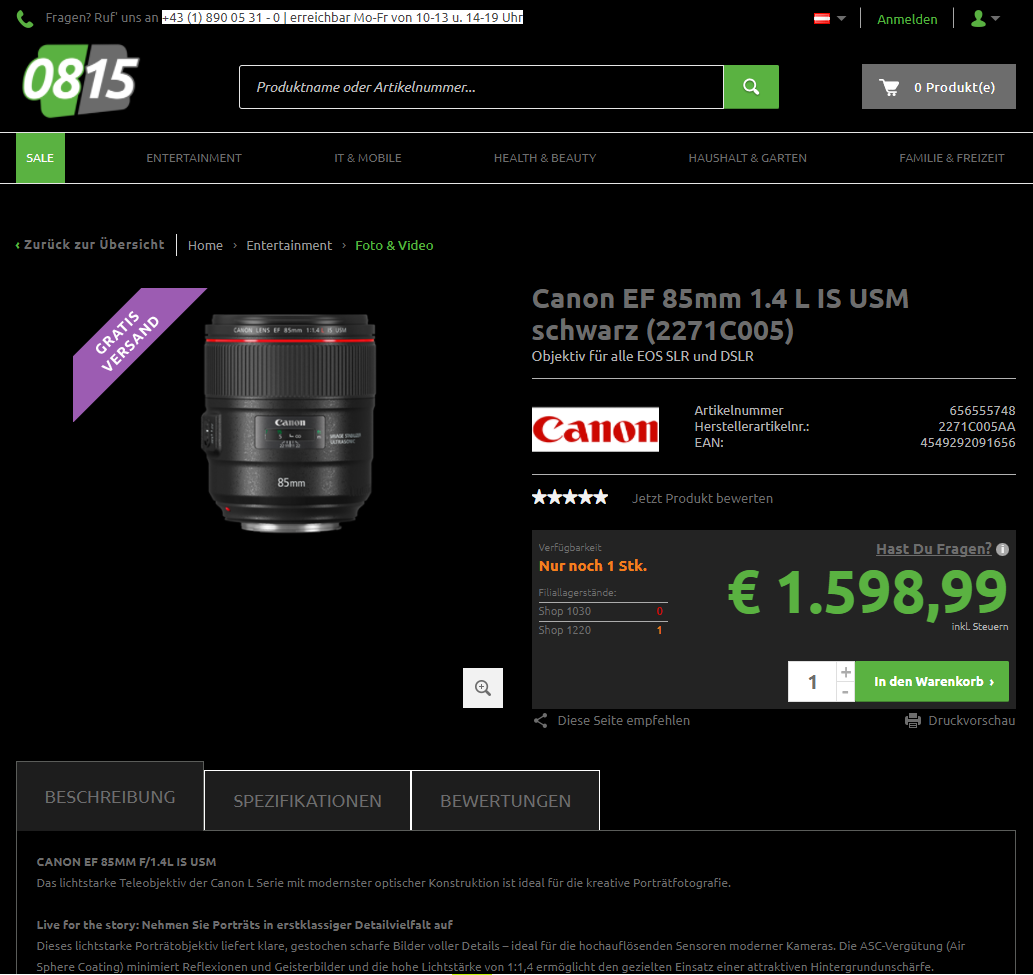 Fragen? Ruf' uns an +43 (1) 890 05 31 - 0 | erreichbar Mo-Fr von 10-13 u. 14-19 Uhr
Anmelden
0815
Produktname oder Artikelnummer...
0 Produkt(e)
SALE
ENTERTAINMENT
IT & MOBILE
HEALTH & BEAUTY
HAUSHALT & GARTEN
FAMILIE & FREIZEIT
‹ Zurück zur Übersicht
Home › Entertainment › Foto & Video
GRATIS
VERSAND
CANON LENS EF 85mm 1:1.4 L IS USM
Canon
IMAGE STABILIZER
ULTRASONIC
85mm
Canon EF 85mm 1.4 L IS USM
schwarz (2271C005)
Objektiv für alle EOS SLR und DSLR
Canon
Artikelnummer 656555748
Herstellerartikelnr.: 2271C005AA
EAN: 4549292091656
Jetzt Produkt bewerten
Verfügbarkeit
Nur noch 1 Stk.
Filiallagerstände:
Shop 1030 0
Shop 1220 1
Hast Du Fragen? i
€ 1.598,99
inkl. Steuern
1 + -
In den Warenkorb ›
Diese Seite empfehlen
Druckvorschau
BESCHREIBUNG
SPEZIFIKATIONEN
BEWERTUNGEN
CANON EF 85MM F/1.4L IS USM
Das lichtstarke Teleobjektiv der Canon L Serie mit modernster optischer Konstruktion ist ideal für die kreative Porträtfotografie.
Live for the story: Nehmen Sie Porträts in erstklassiger Detailvielfalt auf
Dieses lichtstarke Porträtobjektiv liefert klare, gestochen scharfe Bilder voller Details – ideal für die hochauflösenden Sensoren moderner Kameras. Die ASC-Vergütung (Air
Sphere Coating) minimiert Reflexionen und Geisterbilder und die hohe Lichtstärke von 1:1,4 ermöglicht den gezielten Einsatz einer attraktiven Hintergrundunschärfe.